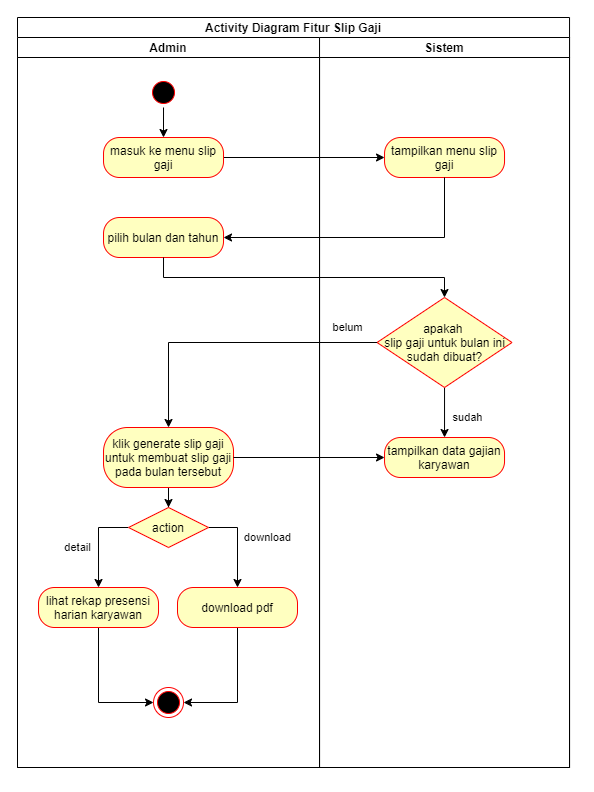 Activity Diagram Fitur Slip Gaji
Admin
Sistem
masuk ke menu slip
gaji
tampilkan menu slip
gaji
pilih bulan dan tahun
apakah
slip gaji untuk bulan ini
sudah dibuat?
belum
sudah
klik generate slip gaji
untuk membuat slip gaji
pada bulan tersebut
tampilkan data gajian
karyawan
action
detail
download
lihat rekap presensi
harian karyawan
download pdf